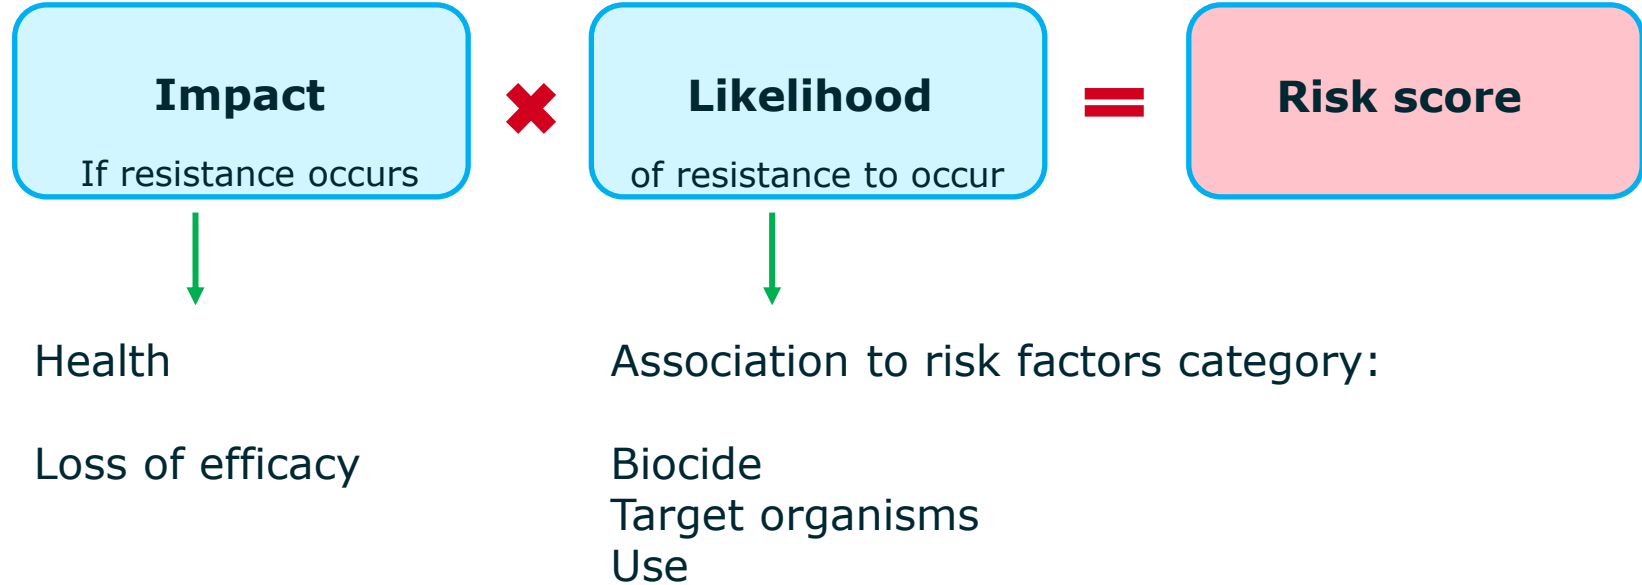 Impact
If resistance occurs
✖
Likelihood
of resistance to occur
=
Risk score
Health
Loss of efficacy
Association to risk factors category:
Biocide
Target organisms
Use